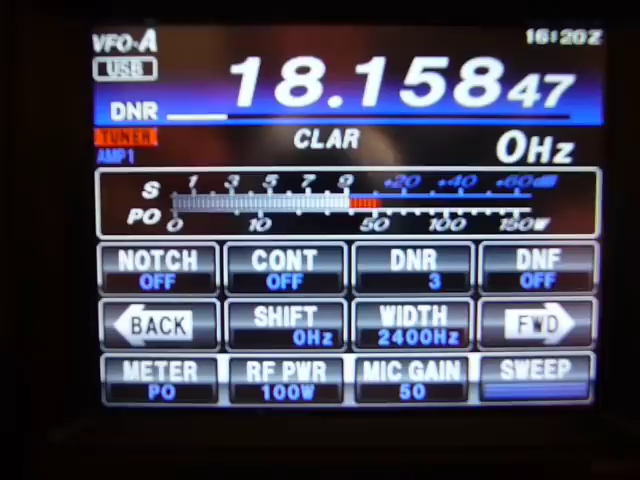 VFO-A 16:20Z
USB 18.15847
DNR
TUNER CLAR 0Hz
AMP1
S 1 3 5 7 9 +20 +40 +60dB
PO 0 10 50 100 150W
NOTCH CONT DNR DNF
OFF OFF 3 OFF
BACK SHIFT WIDTH FWD
0Hz 2400Hz
METER RF PWR MIC GAIN SWEEP
PO 100W 50